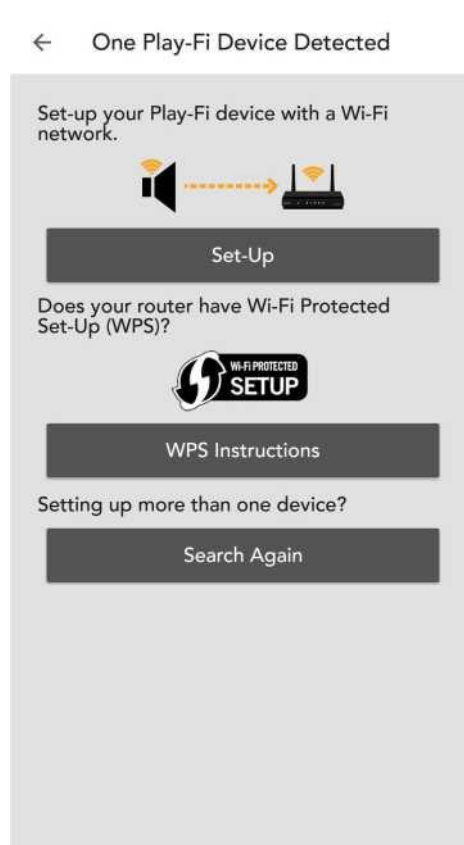 One Play-Fi Device Detected
Set-up your Play-Fi device with a Wi-Fi
network.
Set-Up
Does your router have Wi-Fi Protected
Set-Up (WPS)?
Wi-Fi PROTECTED
SETUP
WPS Instructions
Setting up more than one device?
Search Again